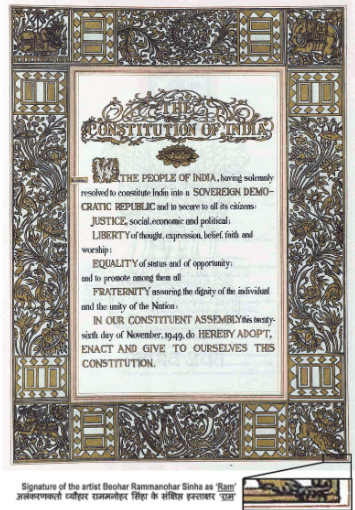 THE
CONSTITUTION OF INDIA
WE, THE PEOPLE OF INDIA, having solemnly
resolved to constitute India into a SOVEREIGN DEMO-
CRATIC REPUBLIC and to secure to all its citizens:
JUSTICE, social, economic and political;
LIBERTY of thought, expression, belief, faith and
worship;
EQUALITY of status and of opportunity;
and to promote among them all
FRATERNITY assuring the dignity of the individual
and the unity of the Nation;
IN OUR CONSTITUENT ASSEMBLY this twenty-
sixth day of November, 1949, do HEREBY ADOPT,
ENACT AND GIVE TO OURSELVES THIS
CONSTITUTION.
Signature of the artist Beohar Rammanohar Sinha as 'Ram'
अलंकरणकर्ता ब्यौहार राममनोहर सिंहा के संक्षिप्त हस्ताक्षर 'राम'